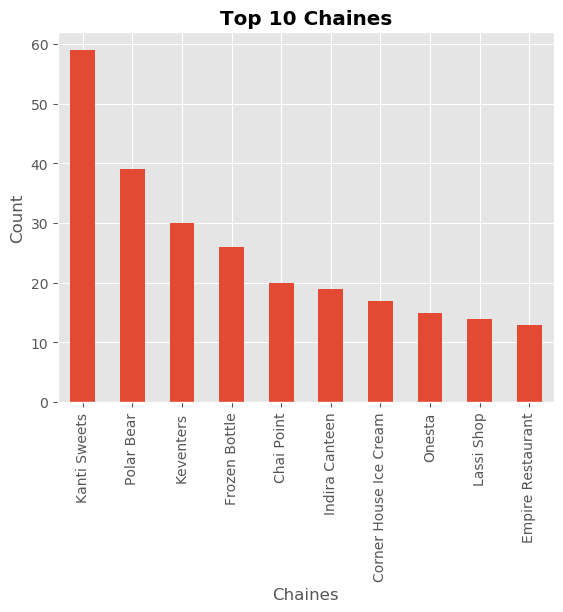 Top 10 Chaines
Count
60
50
40
30
20
10
0
Kanti Sweets
Polar Bear
Keventers
Frozen Bottle
Chai Point
Indira Canteen
Corner House Ice Cream
Onesta
Lassi Shop
Empire Restaurant
Chaines